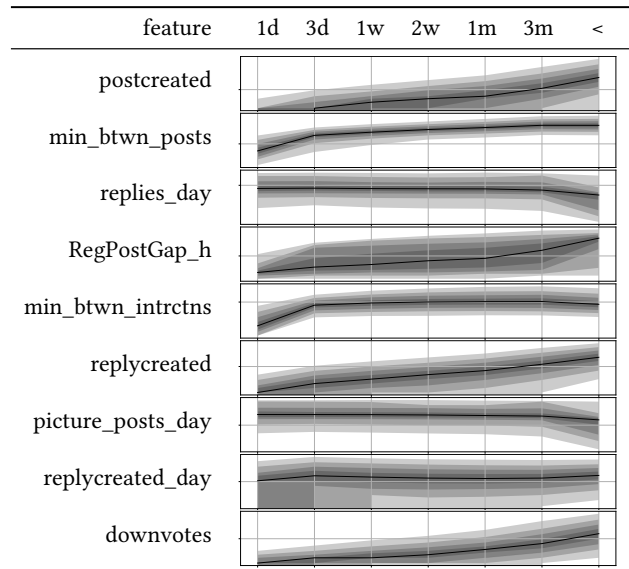 feature 1d 3d 1w 2w 1m 3m <
postcreated
min_btwn_posts
replies_day
RegPostGap_h
min_btwn_intrctns
replycreated
picture_posts_day
replycreated_day
downvotes